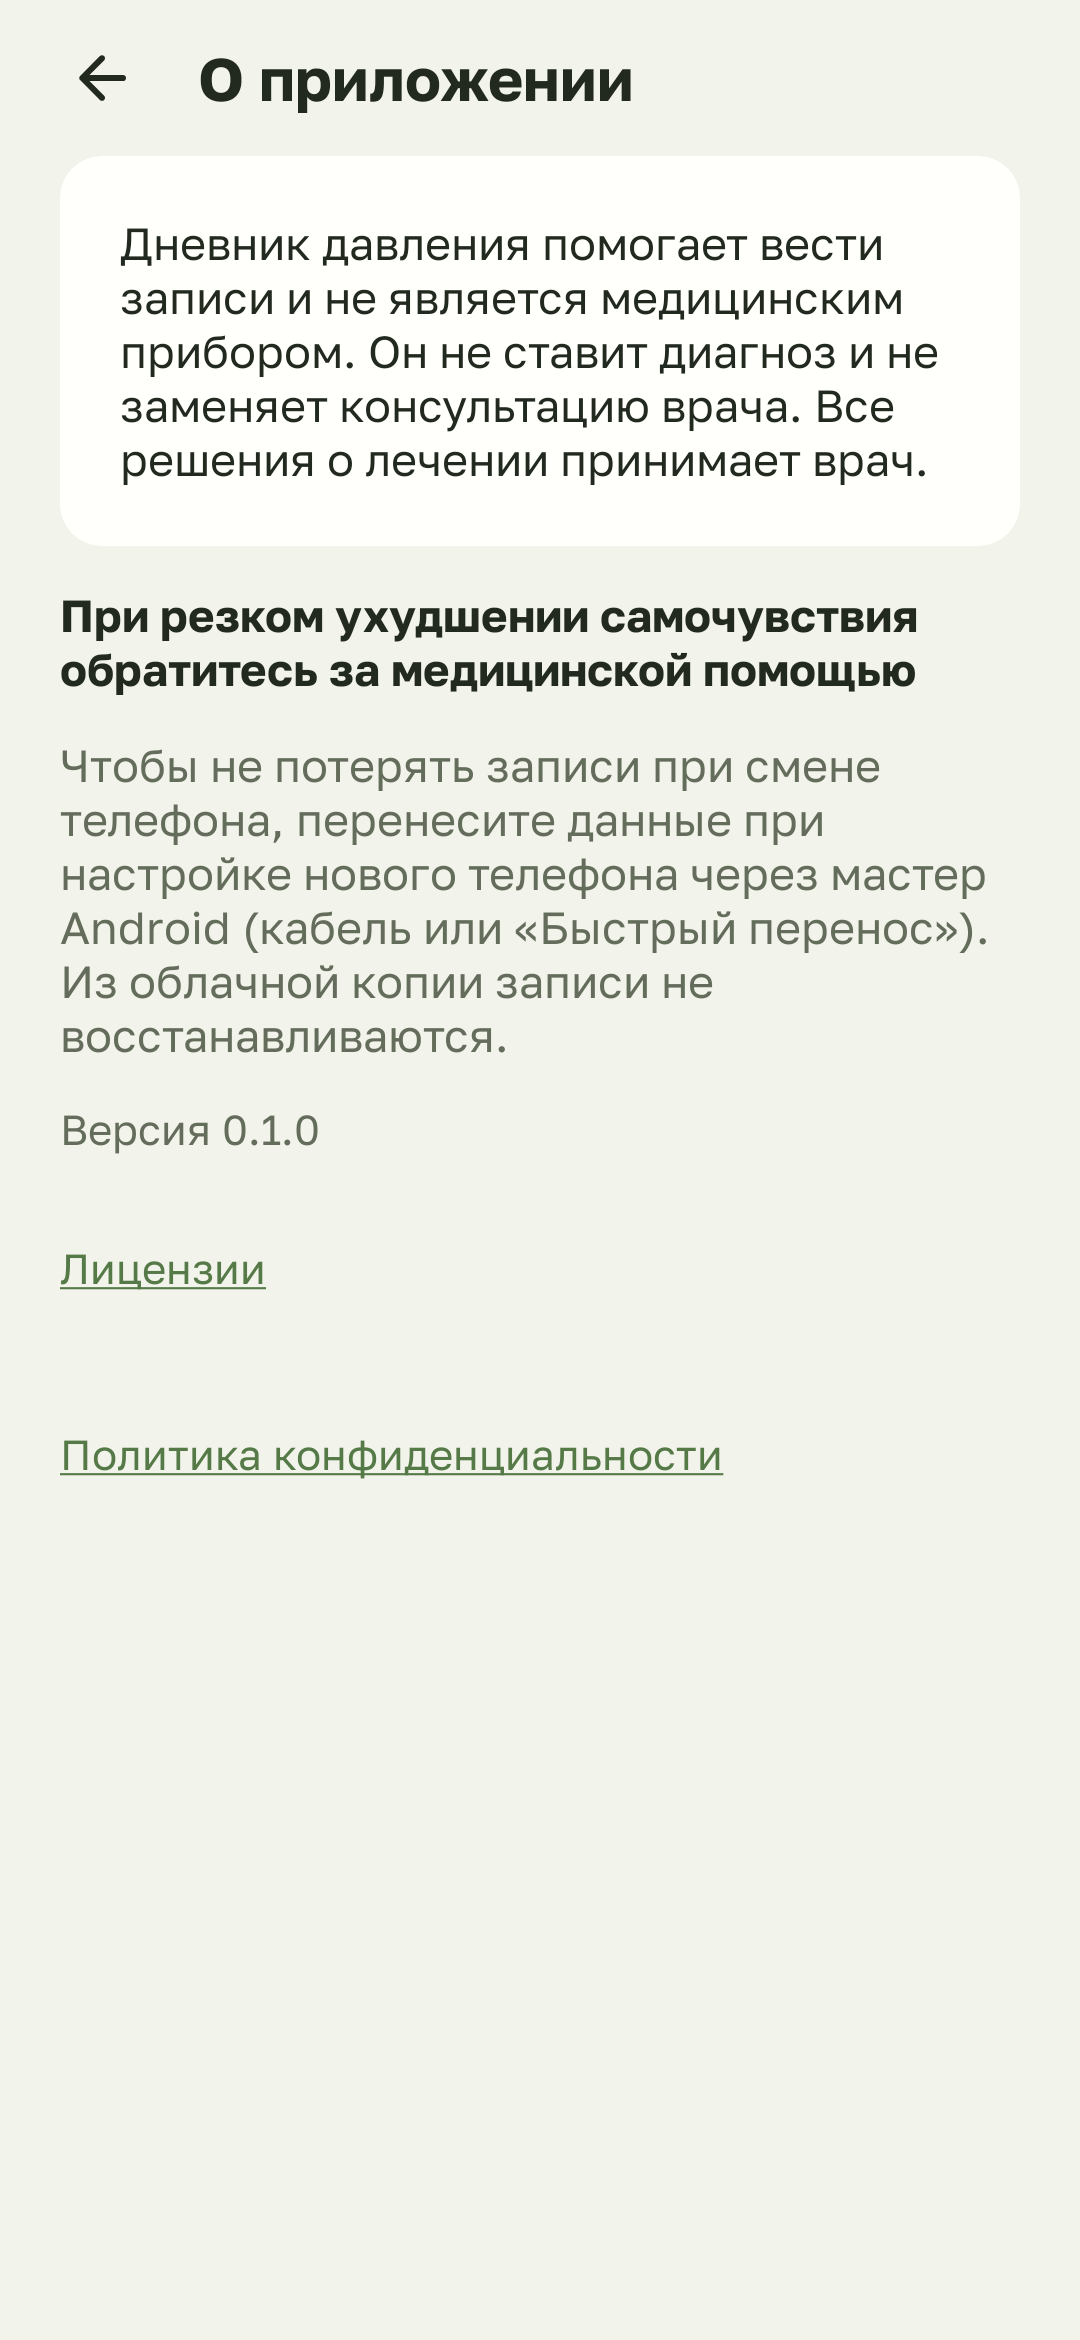 О приложении
Дневник давления помогает вести
записи и не является медицинским
прибором. Он не ставит диагноз и не
заменяет консультацию врача. Все
решения о лечении принимает врач.
При резком ухудшении самочувствия
обратитесь за медицинской помощью
Чтобы не потерять записи при смене
телефона, перенесите данные при
настройке нового телефона через мастер
Android (кабель или «Быстрый перенос»).
Из облачной копии записи не
восстанавливаются.
Версия 0.1.0
Лицензии
Политика конфиденциальности